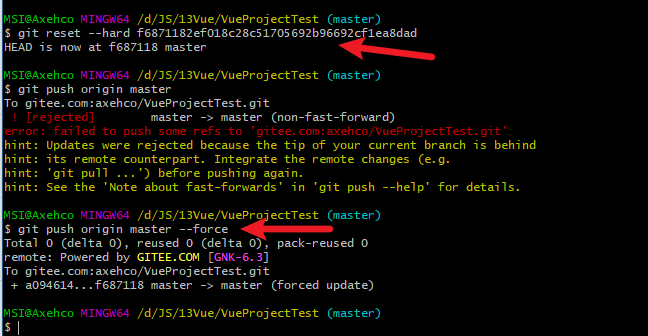 MSI@Axehco MINGW64 /d/JS/13Vue/VueProjectTest (master)
$ git reset --hard f6871182ef018c28c51705692b96692cf1ea8dad
HEAD is now at f687118 master
MSI@Axehco MINGW64 /d/JS/13Vue/VueProjectTest (master)
$ git push origin master
To gitee.com:axehco/VueProjectTest.git
! [rejected] master -> master (non-fast-forward)
error: failed to push some refs to 'gitee.com:axehco/VueProjectTest.git'
hint: Updates were rejected because the tip of your current branch is behind
hint: its remote counterpart. Integrate the remote changes (e.g.
hint: 'git pull ...') before pushing again.
hint: See the 'Note about fast-forwards' in 'git push --help' for details.
MSI@Axehco MINGW64 /d/JS/13Vue/VueProjectTest (master)
$ git push origin master --force
Total 0 (delta 0), reused 0 (delta 0), pack-reused 0
remote: Powered by GITEE.COM [GNK-6.3]
To gitee.com:axehco/VueProjectTest.git
+ a094614...f687118 master -> master (forced update)
MSI@Axehco MINGW64 /d/JS/13Vue/VueProjectTest (master)
$